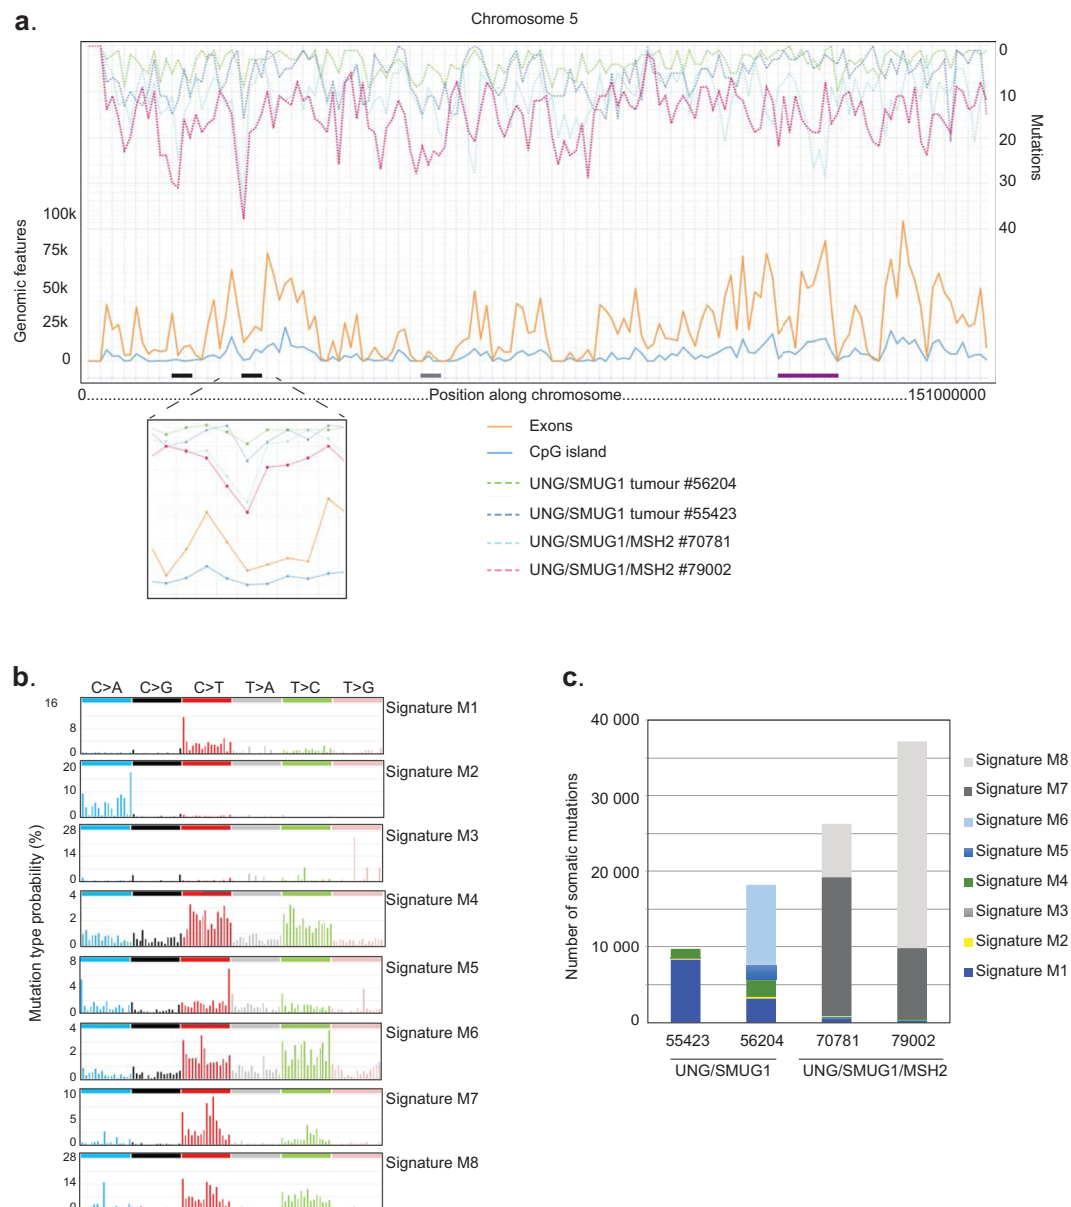 a.
Chromosome 5
Genomic features
100k
75k
50k
25k
0
0
10
20
30
40
Mutations
0......Position along chromosome......151000000
Exons
CpG island
UNG/SMUG1 tumour #56204
UNG/SMUG1 tumour #55423
UNG/SMUG1/MSH2 #70781
UNG/SMUG1/MSH2 #79002
b.
C>A C>G C>T T>A T>C T>G
Mutation type probability (%)
16
8
0
Signature M1
20
10
0
Signature M2
28
14
0
Signature M3
4
2
0
Signature M4
8
4
0
Signature M5
4
2
0
Signature M6
10
5
0
Signature M7
28
14
0
Signature M8
c.
Number of somatic mutations
40 000
30 000
20 000
10 000
0
55423 56204 70781 79002
UNG/SMUG1 UNG/SMUG1/MSH2
Signature M8
Signature M7
Signature M6
Signature M5
Signature M4
Signature M3
Signature M2
Signature M1